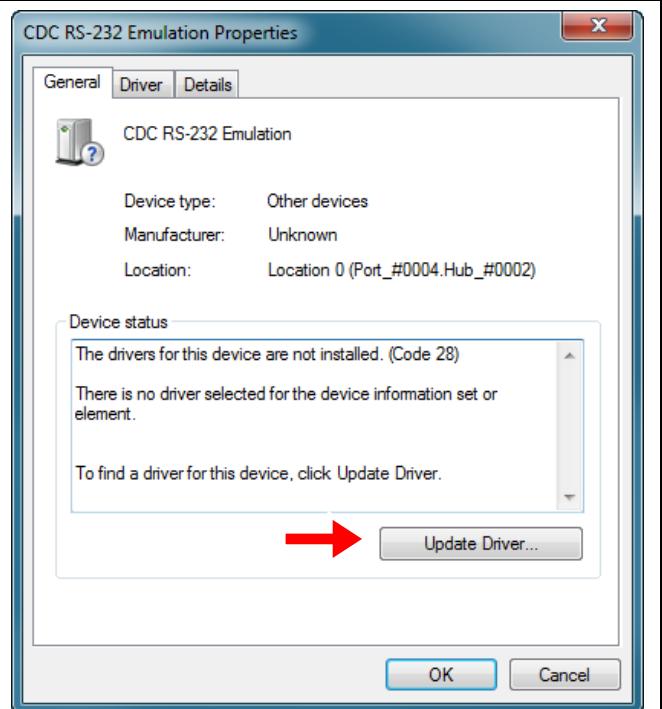 CDC RS-232 Emulation Properties
General Driver Details
CDC RS-232 Emulation
Device type: Other devices
Manufacturer: Unknown
Location: Location 0 (Port_#0004.Hub_#0002)
Device status
The drivers for this device are not installed. (Code 28)
There is no driver selected for the device information set or
element.
To find a driver for this device, click Update Driver.
Update Driver...
OK Cancel